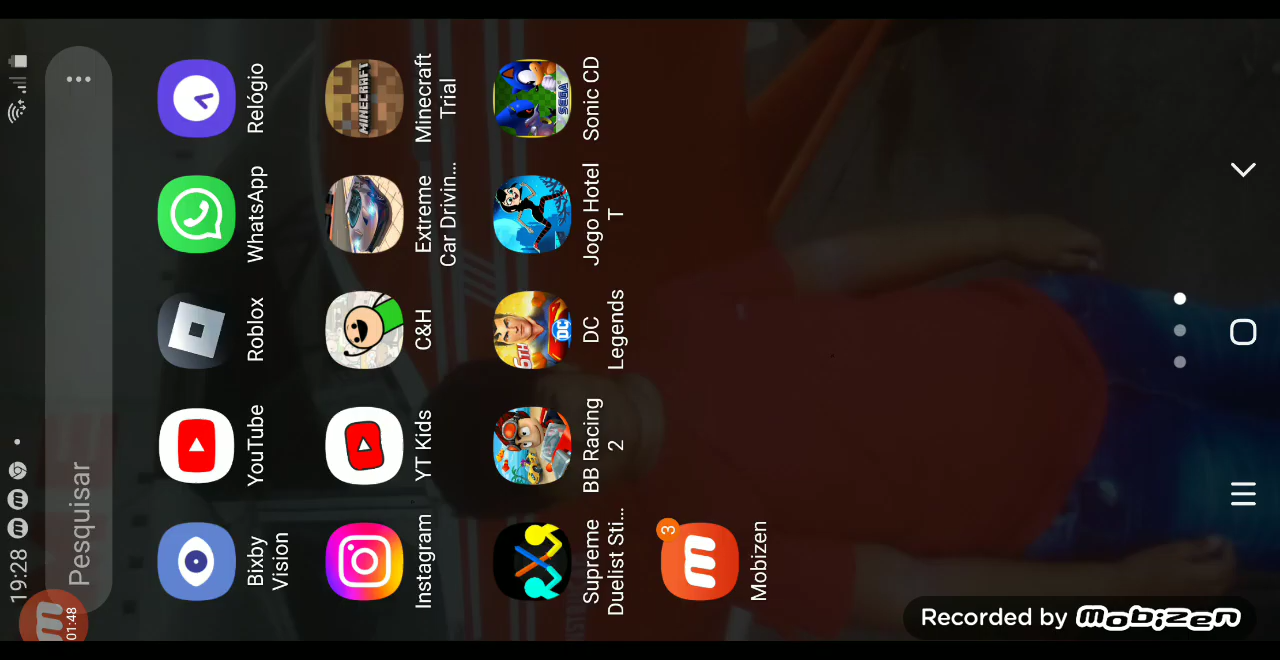 19:28
Pesquisar
01:48
Bixby
Vision
YouTube
Roblox
WhatsApp
Relógio
Instagram
YT Kids
C&H
Extreme
Car Drivin...
MINECRAFT
Minecraft
Trial
Supreme
Duelist Sti...
BB Racing
2
DC
DC
Legends
Jogo Hotel
T
SEGA
Sonic CD
3
m
Mobizen
Recorded by mobizen